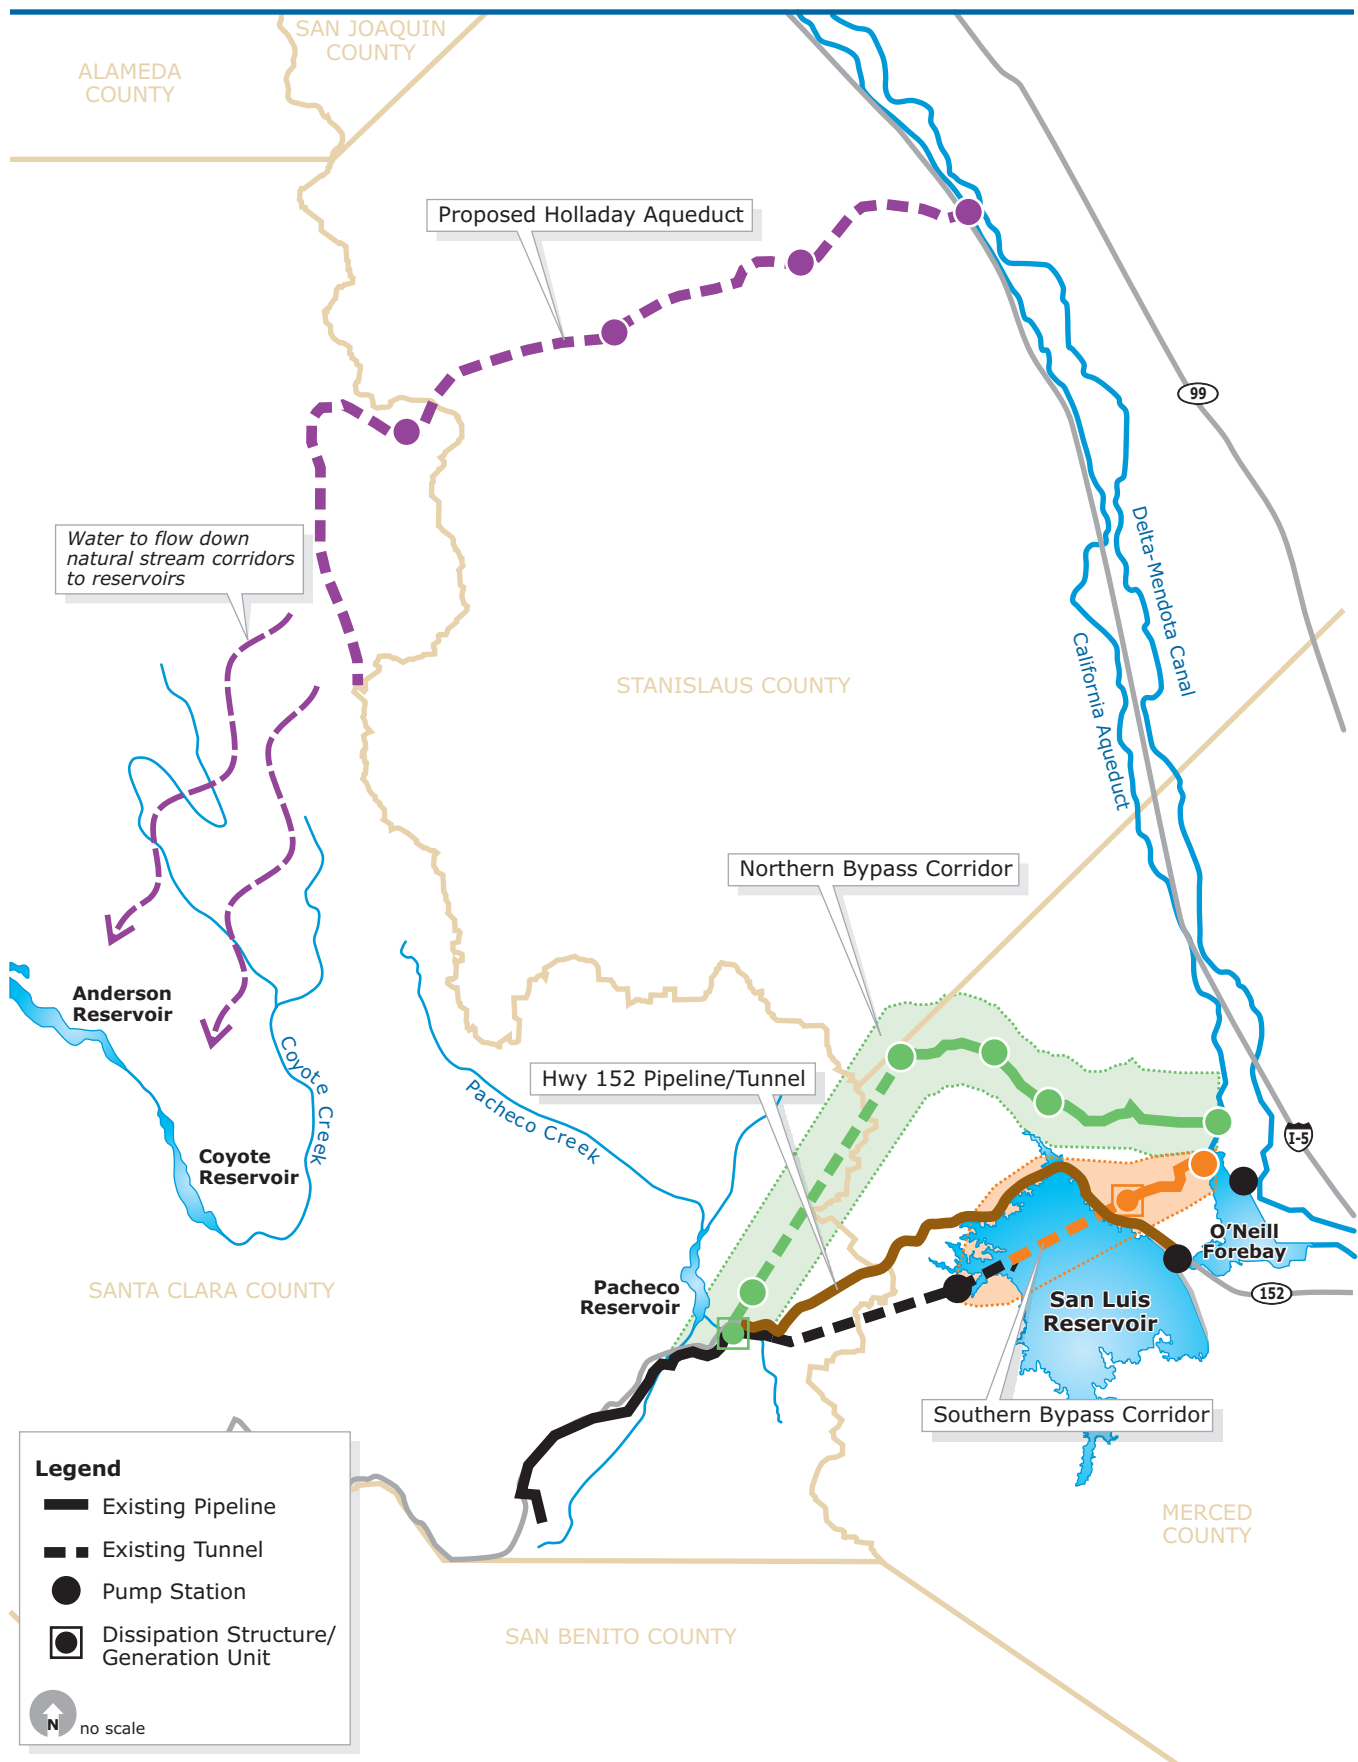 SAN JOAQUIN
COUNTY
ALAMEDA
COUNTY
Proposed Holladay Aqueduct
99
Water to flow down
natural stream corridors
to reservoirs
Delta-Mendota Canal
California Aqueduct
STANISLAUS COUNTY
Northern Bypass Corridor
Anderson
Reservoir
Coyote Creek
Hwy 152 Pipeline/Tunnel
Pacheco Creek
I-5
Coyote
Reservoir
O'Neill
Forebay
SANTA CLARA COUNTY
Pacheco
Reservoir
152
San Luis
Reservoir
Southern Bypass Corridor
MERCED
COUNTY
SAN BENITO COUNTY
Legend
Existing Pipeline
Existing Tunnel
Pump Station
Dissipation Structure/
Generation Unit
N
no scale